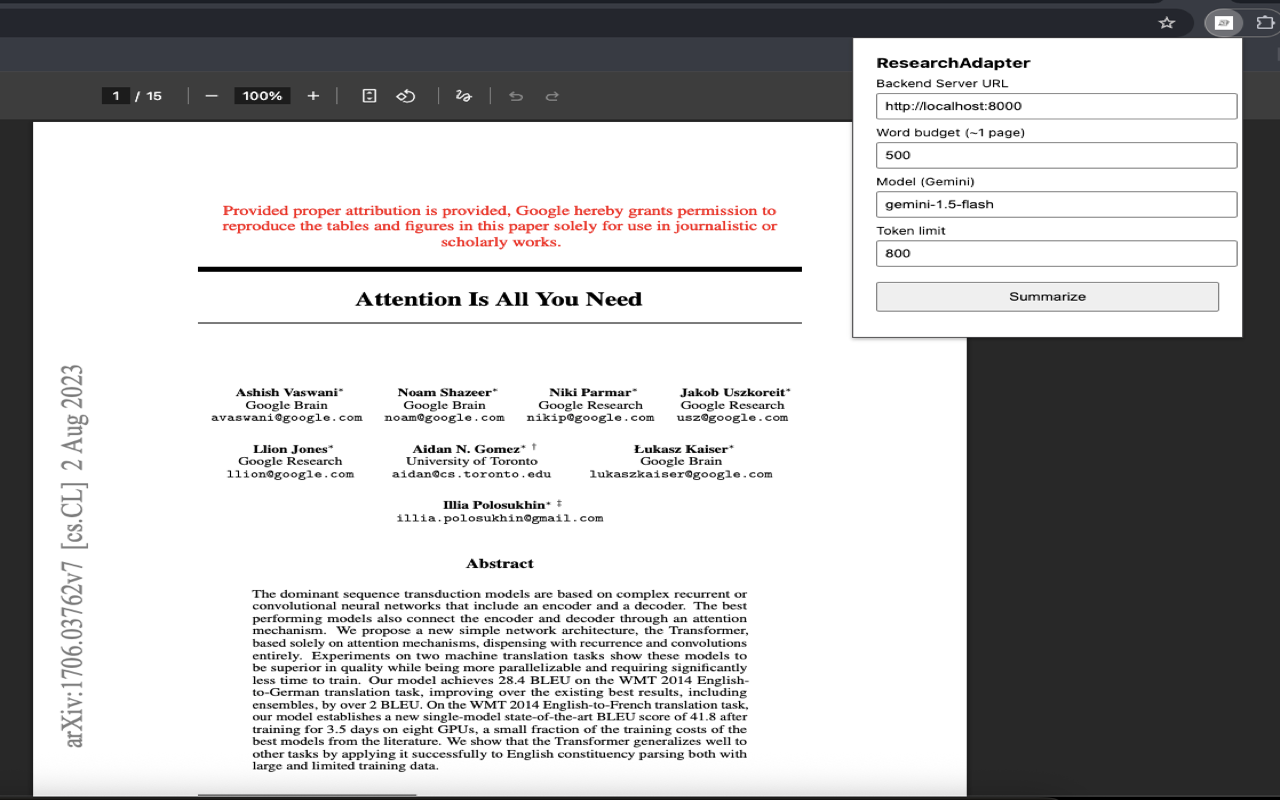 1 / 15
100%
ResearchAdapter
Backend Server URL
http://localhost:8000
Word budget (~1 page)
500
Model (Gemini)
gemini-1.5-flash
Token limit
800
Summarize
Provided proper attribution is provided, Google hereby grants permission to
reproduce the tables and figures in this paper solely for use in journalistic or
scholarly works.
Attention Is All You Need
Ashish Vaswani* Noam Shazeer* Niki Parmar* Jakob Uszkoreit*
Google Brain Google Brain Google Research Google Research
avaswani@google.com noam@google.com nikip@google.com usz@google.com
Llion Jones* Aidan N. Gomez* † Łukasz Kaiser*
Google Research University of Toronto Google Brain
llion@google.com aidan@cs.toronto.edu lukaszkaiser@google.com
Illia Polosukhin* ‡
illia.polosukhin@gmail.com
arXiv:1706.03762v7 [cs.CL] 2 Aug 2023
Abstract
The dominant sequence transduction models are based on complex recurrent or
convolutional neural networks that include an encoder and a decoder. The best
performing models also connect the encoder and decoder through an attention
mechanism. We propose a new simple network architecture, the Transformer,
based solely on attention mechanisms, dispensing with recurrence and convolutions
entirely. Experiments on two machine translation tasks show these models to
be superior in quality while being more parallelizable and requiring significantly
less time to train. Our model achieves 28.4 BLEU on the WMT 2014 English-
to-German translation task, improving over the existing best results, including
ensembles, by over 2 BLEU. On the WMT 2014 English-to-French translation task,
our model establishes a new single-model state-of-the-art BLEU score of 41.8 after
training for 3.5 days on eight GPUs, a small fraction of the training costs of the
best models from the literature. We show that the Transformer generalizes well to
other tasks by applying it successfully to English constituency parsing both with
large and limited training data.